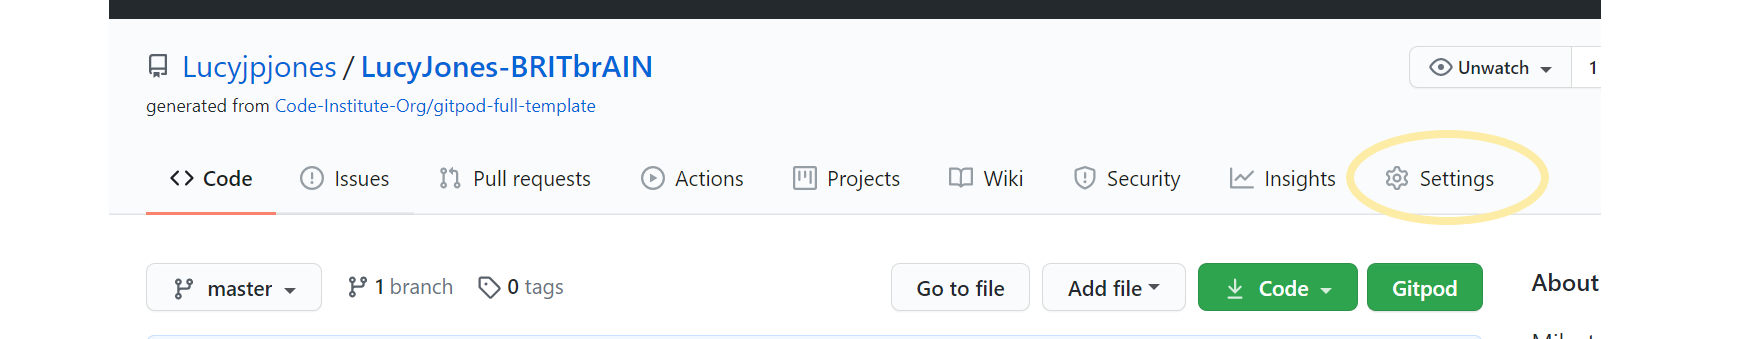 Lucyjpjones / LucyJones-BRITbrAIN
Unwatch 1
generated from Code-Institute-Org/gitpod-full-template
Code Issues Pull requests Actions Projects Wiki Security Insights Settings
master 1 branch 0 tags Go to file Add file Code Gitpod About